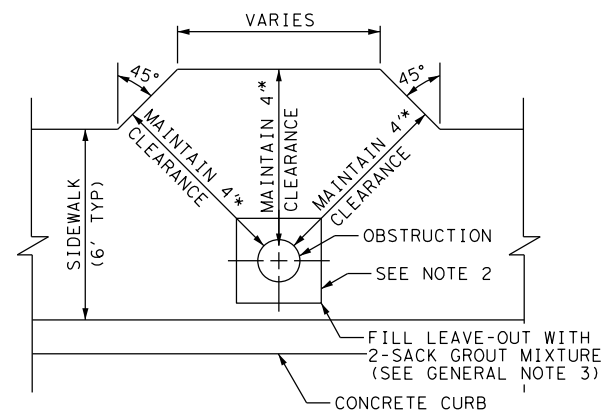 VARIES
45°
45°
MAINTAIN 4'*
CLEARANCE
MAINTAIN 4'*
CLEARANCE
MAINTAIN 4'*
CLEARANCE
SIDEWALK
(6' TYP)
OBSTRUCTION
SEE NOTE 2
FILL LEAVE-OUT WITH
2-SACK GROUT MIXTURE
(SEE GENERAL NOTE 3)
CONCRETE CURB